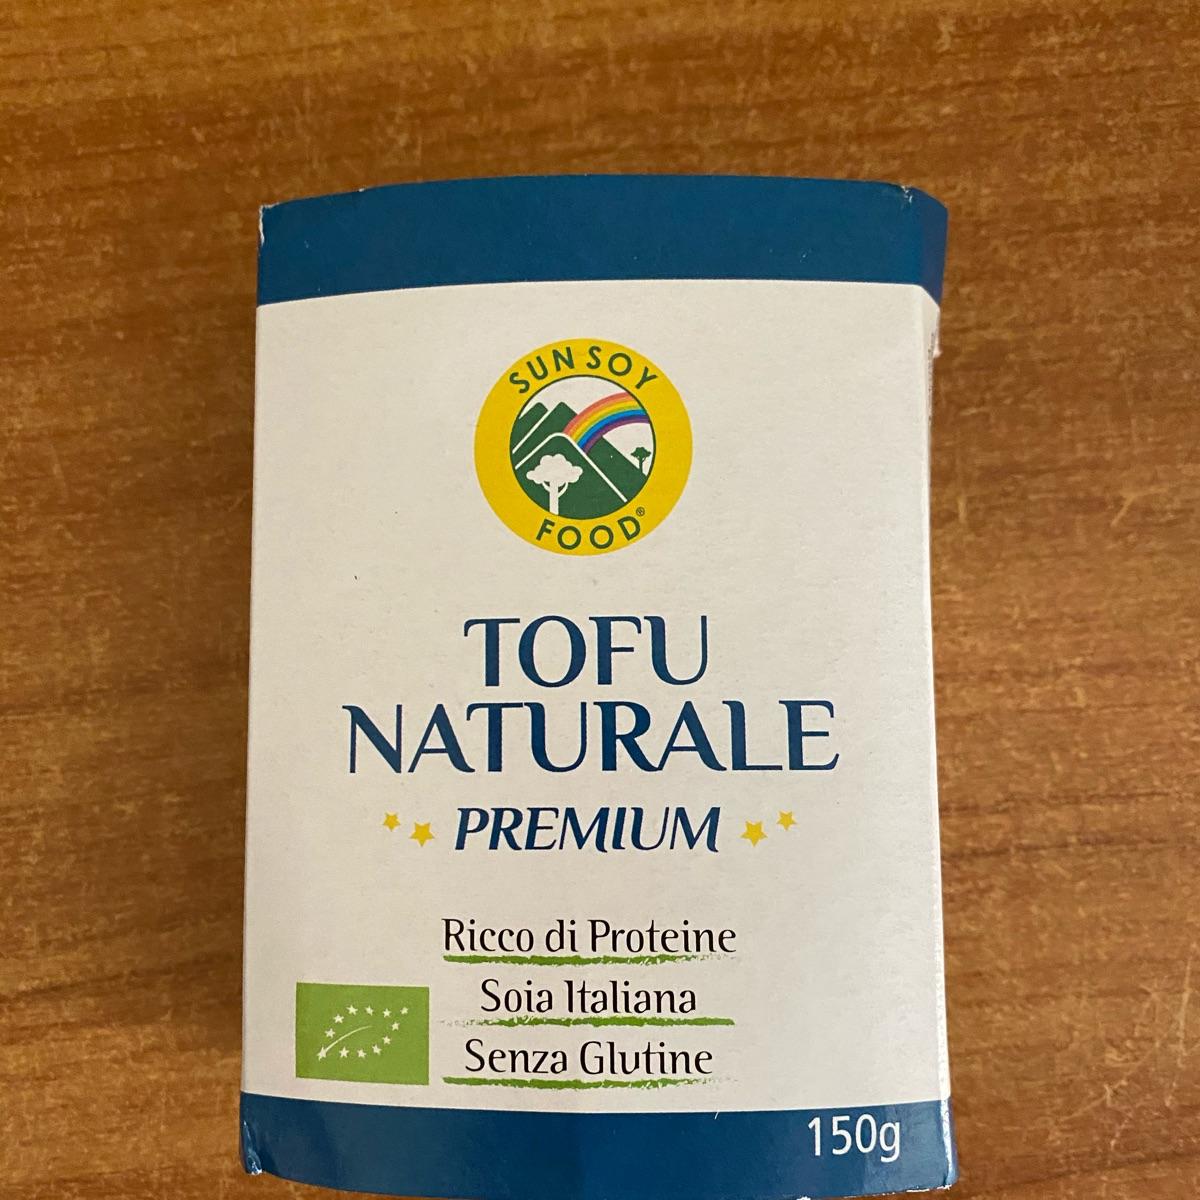 SUN SOY
FOOD®
TOFU
NATURALE
PREMIUM
Ricco di Proteine
Soia Italiana
Senza Glutine
150g